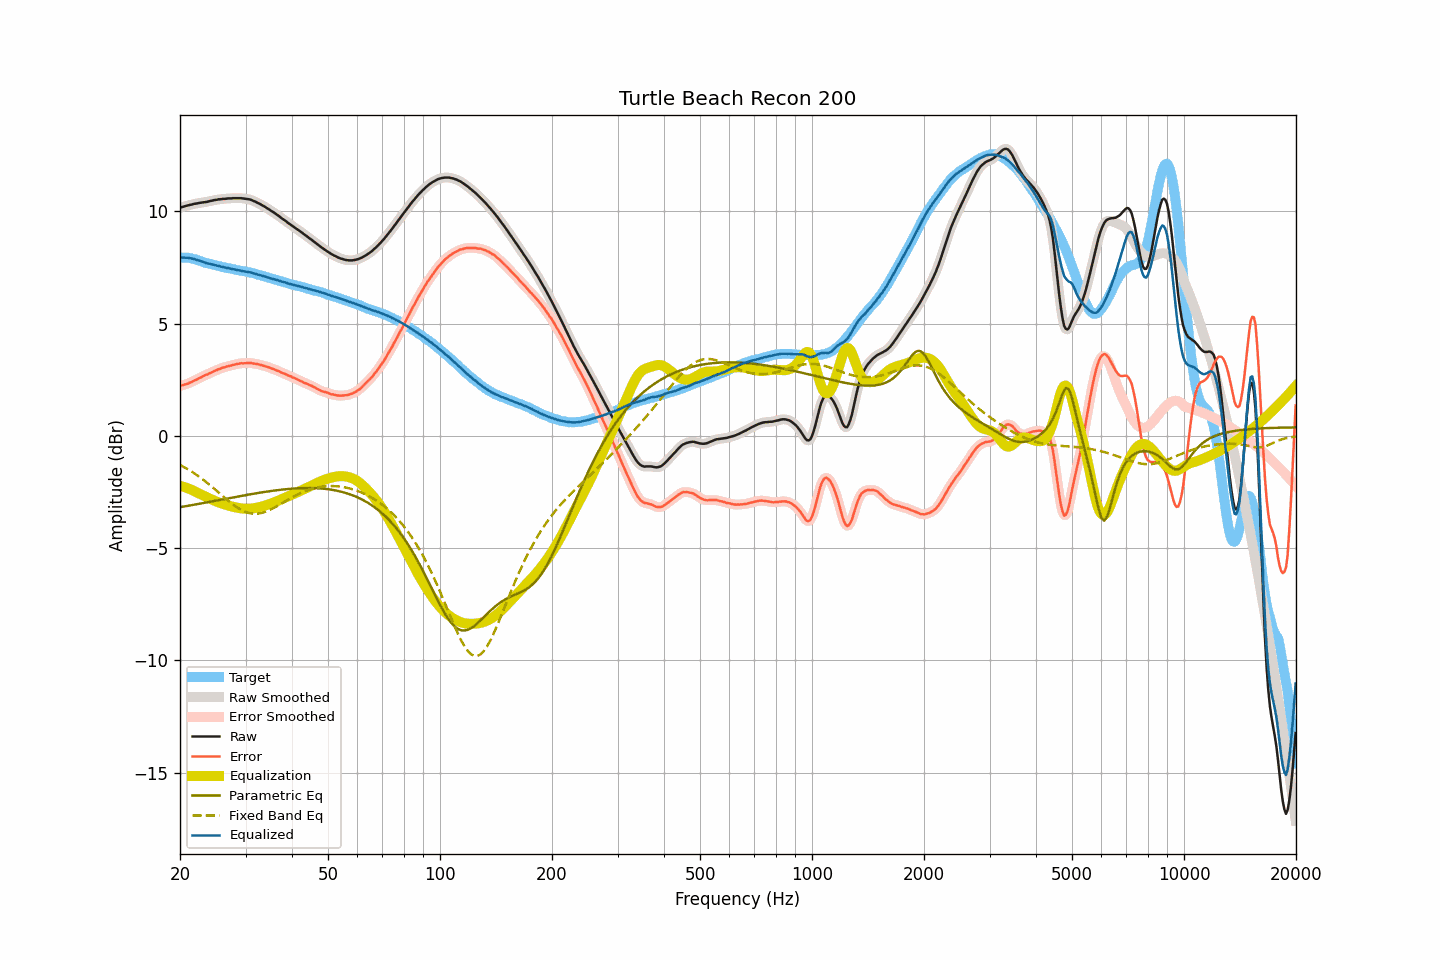 Turtle Beach Recon 200
Amplitude (dBr)
10
5
0
−5
−10
−15
Target
Raw Smoothed
Error Smoothed
Raw
Error
Equalization
Parametric Eq
Fixed Band Eq
Equalized
20 50 100 200 500 1000 2000 5000 10000 20000
Frequency (Hz)